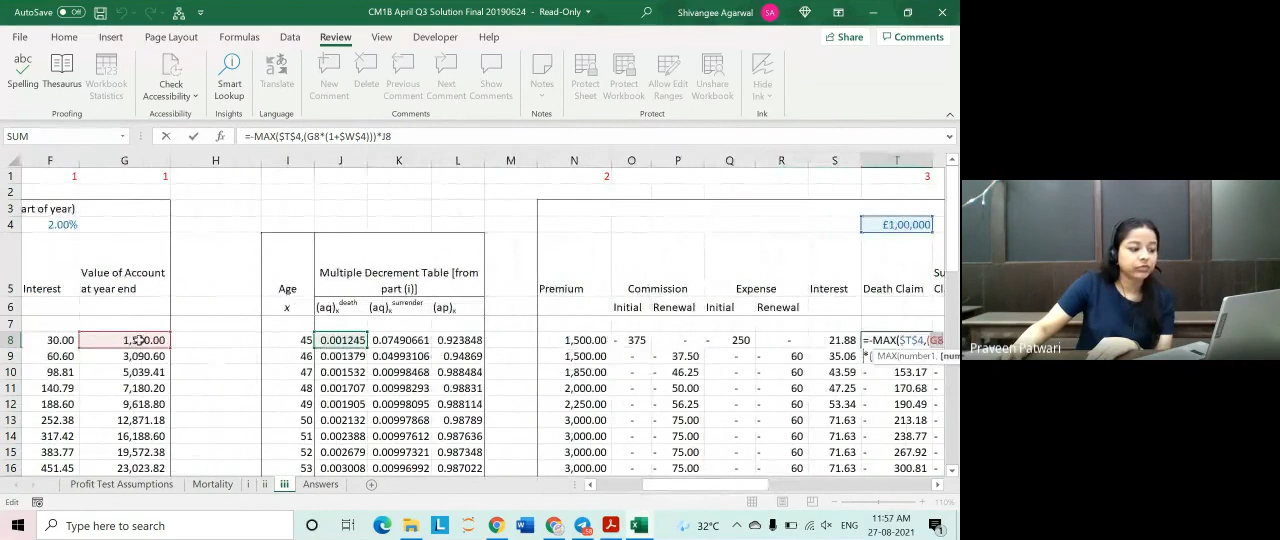 AutoSave Off CM1B April Q3 Solution Final 20190624 - Read-Only Shivangee Agarwal SA
File Home Insert Page Layout Formulas Data Review View Developer Help Share Comments
abc
Spelling Thesaurus Workbook Statistics Check Accessibility Smart Lookup Translate New Comment Delete Previous Comment Next Comment Show Comments Notes Protect Sheet Protect Workbook Allow Edit Ranges Unshare Workbook Hide Ink
Proofing Accessibility Insights Language Comments Notes Protect Ink
SUM fx =-MAX($T$4,(G8*(1+$W$4)))*J8
F G H I J K L M N O P Q R S T
1 1 1 2 3
2
3 art of year)
4 2.00% £1,00,000
5 Interest Value of Account at year end Age Multiple Decrement Table [from part (i)] Premium Commission Expense Interest Death Claim
6 x (aq)x death (aq)x surrender (ap)x Initial Renewal Initial Renewal
7
8 30.00 45 0.001245 0.07490661 0.923848 1,500.00 - 375 - - 250 21.88 =-MAX($T$4,(G8
MAX(number1,
9 60.60 3,090.60 46 0.001379 0.04993106 0.94869 1,500.00 - - 37.50 - - 60 35.06
10 98.81 5,039.41 47 0.001532 0.00998468 0.988484 1,850.00 - - 46.25 - - 60 43.59 - 153.17 -
11 140.79 7,180.20 48 0.001707 0.00998293 0.98831 2,000.00 - - 50.00 - - 60 47.25 - 170.68 -
12 188.60 9,618.80 49 0.001905 0.00998095 0.988114 2,250.00 - - 56.25 - - 60 53.34 - 190.49 -
13 252.38 12,871.18 50 0.002132 0.00997868 0.98789 3,000.00 - - 75.00 - - 60 71.63 - 213.18 -
14 317.42 16,188.60 51 0.002388 0.00997612 0.987636 3,000.00 - - 75.00 - - 60 71.63 - 238.77 -
15 383.77 19,572.38 52 0.002679 0.00997321 0.987348 3,000.00 - - 75.00 - - 60 71.63 - 267.92 -
16 451.45 23,023.82 53 0.003008 0.00996992 0.987022 3,000.00 - - 75.00 - - 60 71.63 - 300.81 -
Profit Test Assumptions Mortality i ii iii Answers
Edit 110%
Type here to search 32°C ENG 11:57 AM
27-08-2021
Praveen Patwari